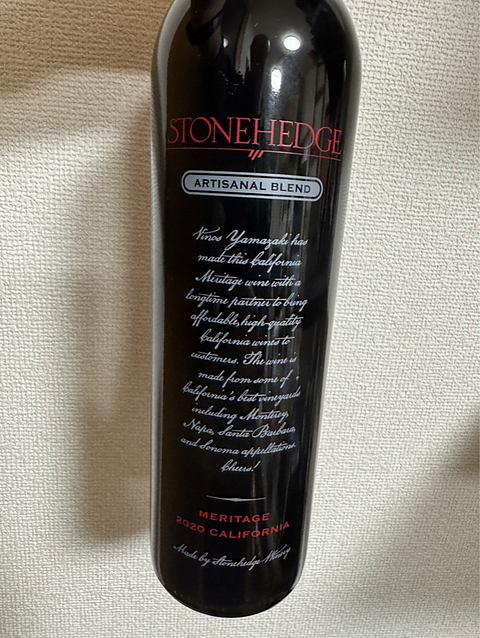 STONEHEDGE
ARTISANAL BLEND
Vinos Yamazaki has
made this California
Meritage wine with a
longtime partner to bring
affordable, high-quality
California wines to
customers. The wine is
made from some of
California's best vineyards
including Monterey,
Napa, Santa Barbara,
and Sonoma appellations.
Cheers!
MERITAGE
2020 CALIFORNIA
Made by Stonehedge Winery